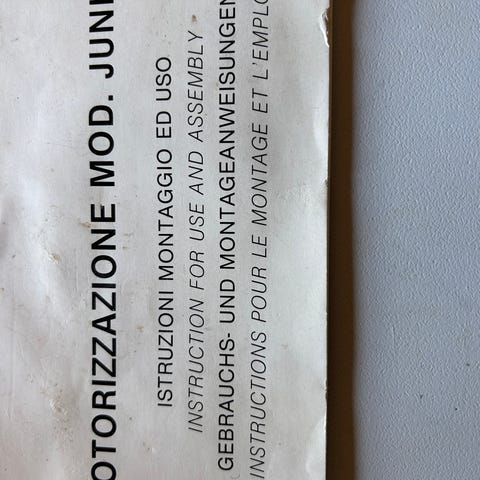 OTORIZZAZIONE MOD. JUNI
ISTRUZIONI MONTAGGIO ED USO
INSTRUCTION FOR USE AND ASSEMBLY
GEBRAUCHS- UND MONTAGEANWEISUNGEN
INSTRUCTIONS POUR LE MONTAGE ET L'EMPLO